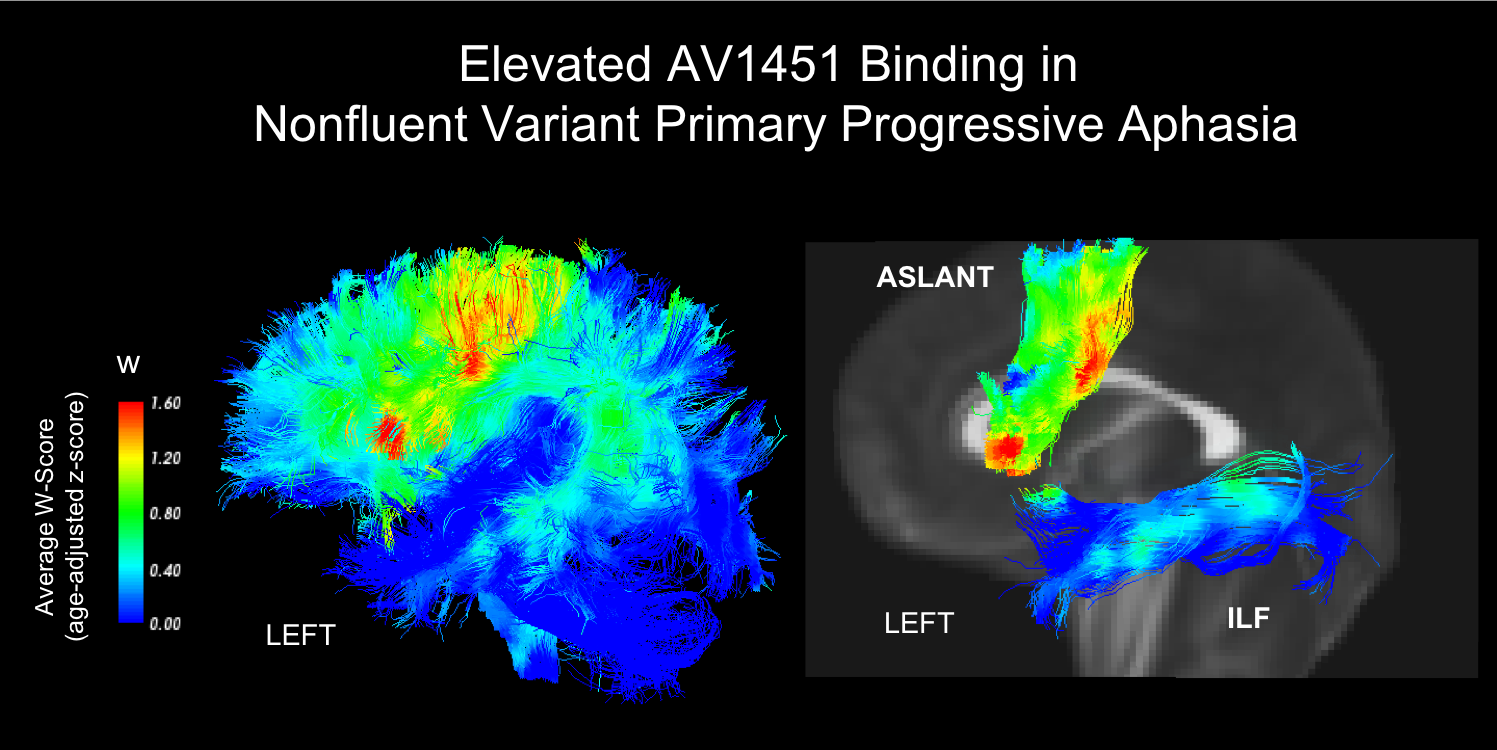 Elevated AV1451 Binding in
Nonfluent Variant Primary Progressive Aphasia
w
Average W-Score
(age-adjusted z-score)
1.60
1.20
0.80
0.40
0.00
LEFT
ASLANT
LEFT
ILF